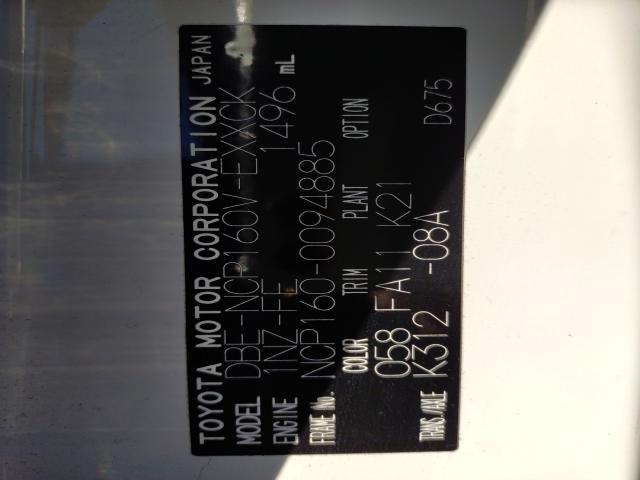 TOYOTA MOTOR CORPORATION JAPAN
MODEL DBE-NCP160V-EXXCK
ENGINE 1NZ-FE 1496 mL
FRAME No. NCP160-0094885
COLOR TRIM PLANT OPTION
058 FA11 K21
TRANS/AXLE K312 -08A D675